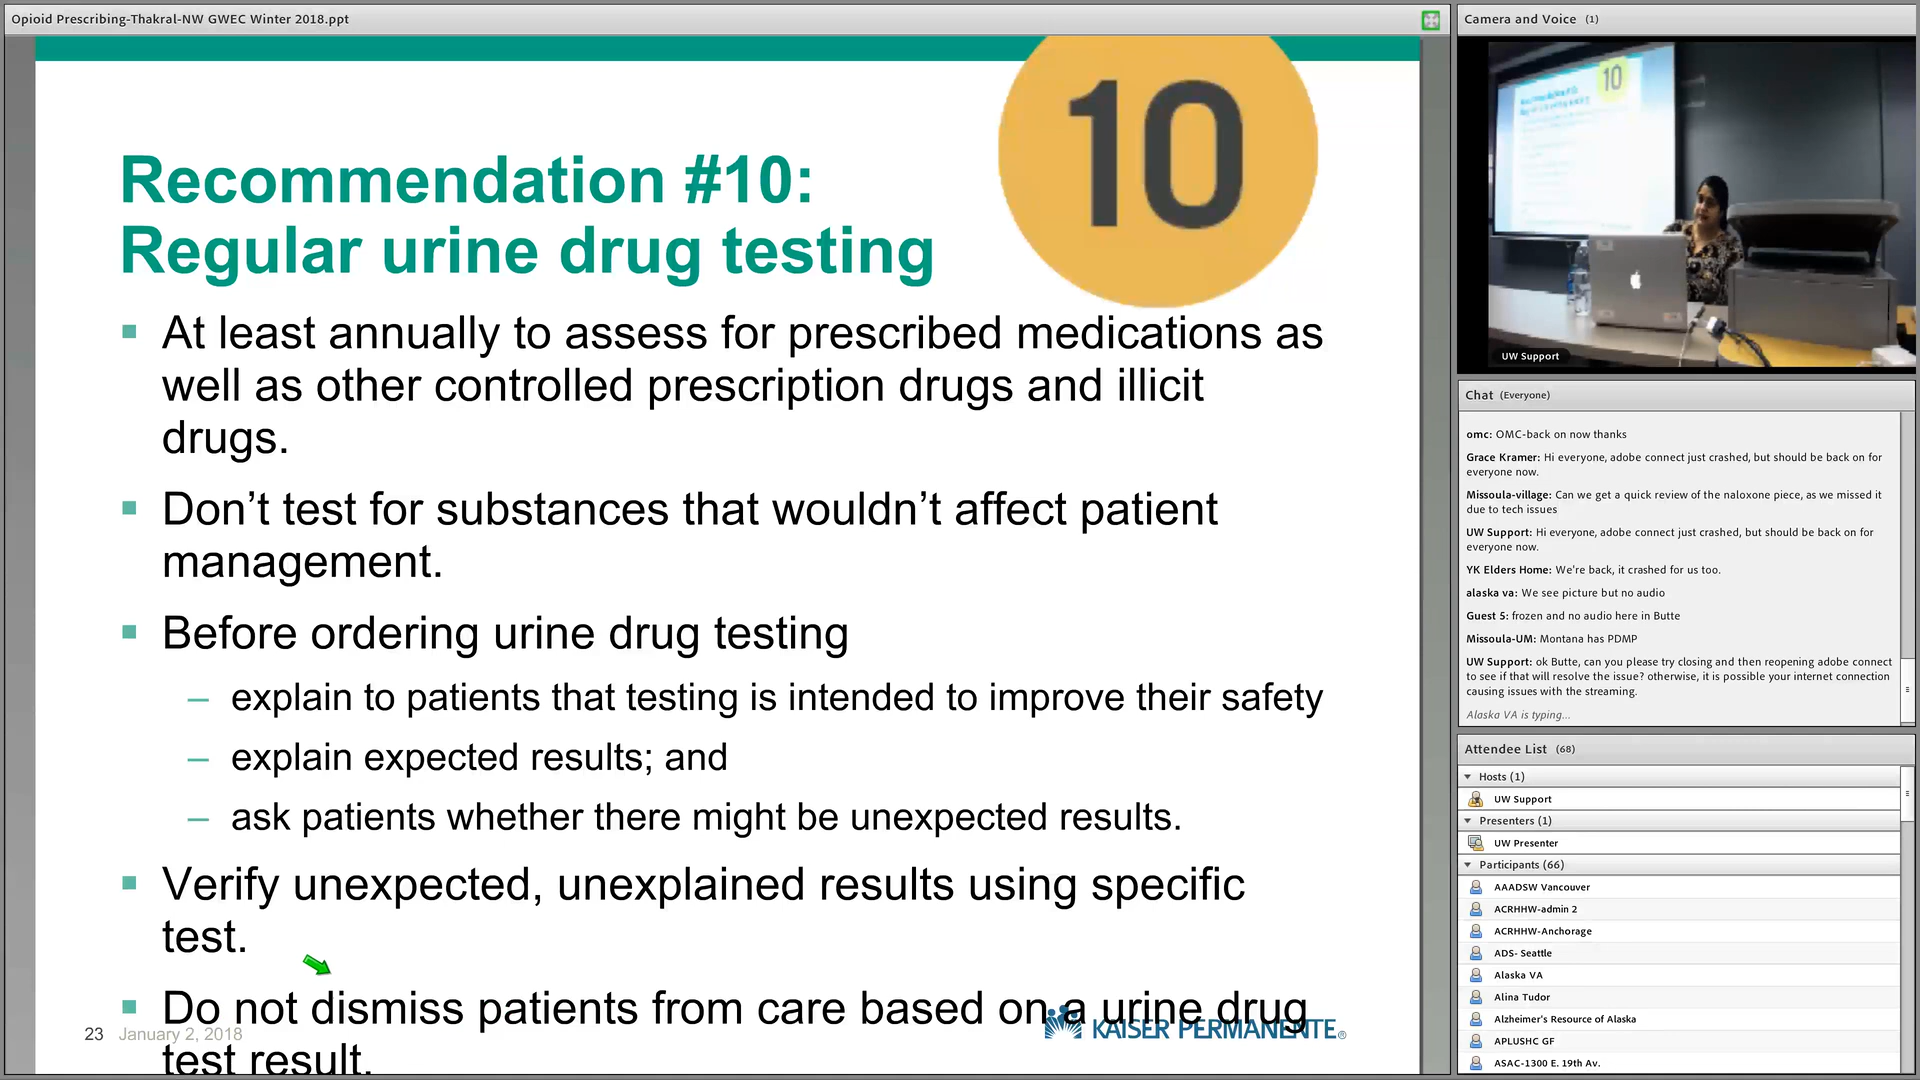 Opioid Prescribing-Thakral-NW GWEC Winter 2018.ppt
10
Recommendation #10:
Regular urine drug testing
At least annually to assess for prescribed medications as
well as other controlled prescription drugs and illicit
drugs.
Don’t test for substances that wouldn’t affect patient
management.
Before ordering urine drug testing
– explain to patients that testing is intended to improve their safety
– explain expected results; and
– ask patients whether there might be unexpected results.
Verify unexpected, unexplained results using specific
test.
Do not dismiss patients from care based on a urine drug
test result.
23 January 2, 2018
KAISER PERMANENTE®
Camera and Voice (1)
10
UW Support
Chat (Everyone)
omc: OMC-back on now thanks
Grace Kramer: Hi everyone, adobe connect just crashed, but should be back on for
everyone now.
Missoula-village: Can we get a quick review of the naloxone piece, as we missed it
due to tech issues
UW Support: Hi everyone, adobe connect just crashed, but should be back on for
everyone now.
YK Elders Home: We're back, it crashed for us too.
alaska va: We see picture but no audio
Guest 5: frozen and no audio here in Butte
Missoula-UM: Montana has PDMP
UW Support: ok Butte, can you please try closing and then reopening adobe connect
to see if that will resolve the issue? otherwise, it is possible your internet connection
causing issues with the streaming.
Alaska VA is typing...
Attendee List (68)
Hosts (1)
UW Support
Presenters (1)
UW Presenter
Participants (66)
AAADSW Vancouver
ACRHHW-admin 2
ACRHHW-Anchorage
ADS- Seattle
Alaska VA
Alina Tudor
Alzheimer's Resource of Alaska
APLUSHC GF
ASAC-1300 E. 19th Av.